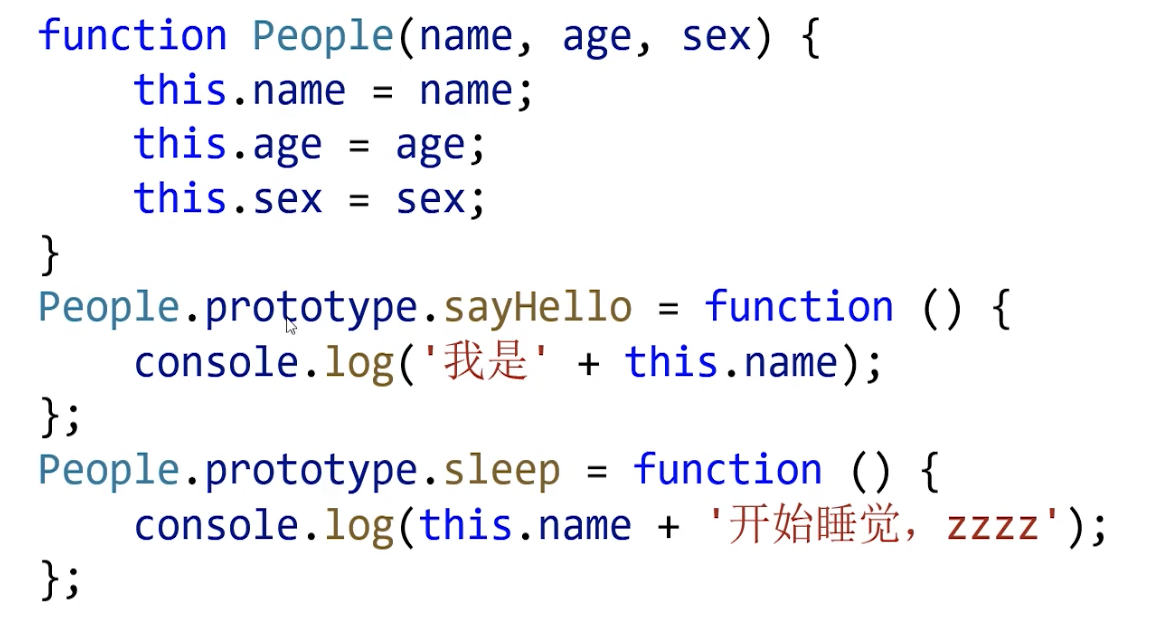 function People(name, age, sex) {
    this.name = name;
    this.age = age;
    this.sex = sex;
}
People.prototype.sayHello = function () {
    console.log('我是' + this.name);
};
People.prototype.sleep = function () {
    console.log(this.name + '开始睡觉，zzzz');
};